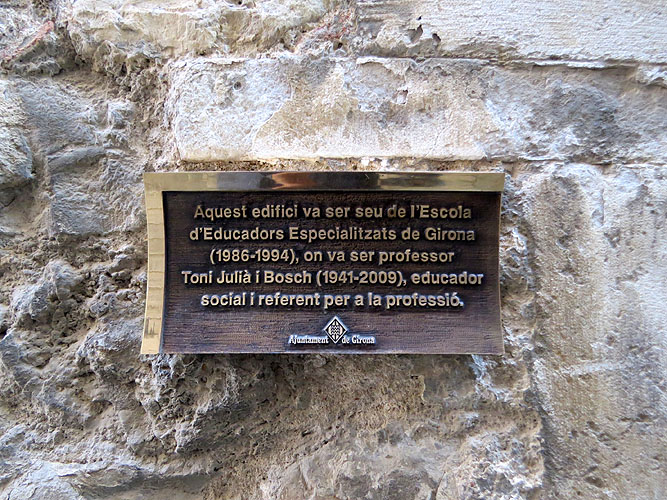 Aquest edifici va ser seu de l'Escola
d'Educadors Especialitzats de Girona
(1986-1994), on va ser professor
Toni Julià i Bosch (1941-2009), educador
social i referent per a la professió.
Ajuntament de Girona